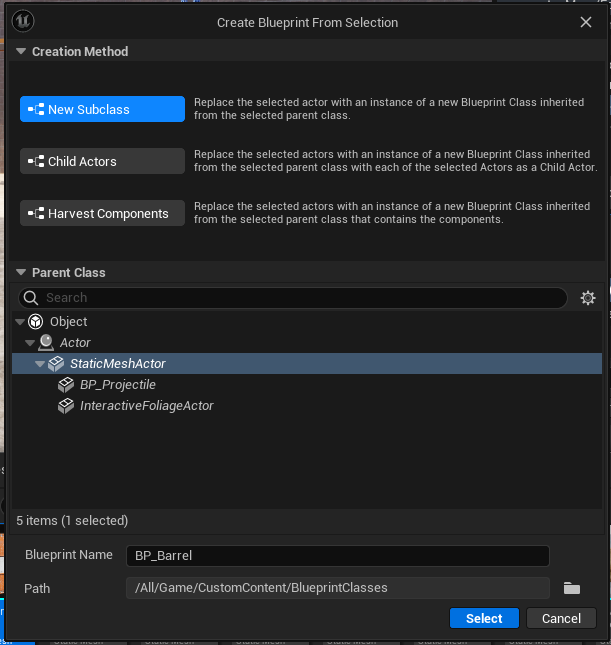 Create Blueprint From Selection
Creation Method
New Subclass
Replace the selected actor with an instance of a new Blueprint Class inherited
from the selected parent class.
Child Actors
Replace the selected actors with an instance of a new Blueprint Class inherited
from the selected parent class with each of the selected Actors as a Child Actor.
Harvest Components
Replace the selected actors with an instance of a new Blueprint Class inherited
from the selected parent class that contains the components.
Parent Class
Search
Object
Actor
StaticMeshActor
BP_Projectile
InteractiveFoliageActor
5 items (1 selected)
Blueprint Name
BP_Barrel
Path
/All/Game/CustomContent/BlueprintClasses
Select
Cancel